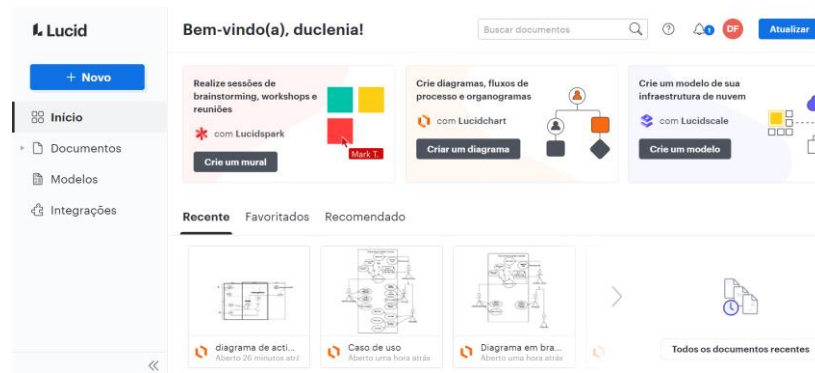 Lucid
Bem-vindo(a), duclenia!
Buscar documentos
DF
Atualizar
+ Novo
Início
Documentos
Modelos
Integrações
Realize sessões de
brainstorming, workshops e
reuniões
com Lucidspark
Crie um mural
Mark T.
Crie diagramas, fluxos de
processo e organogramas
com Lucidchart
Criar um diagrama
Crie um modelo de sua
infraestrutura de nuvem
com Lucidscale
Crie um modelo
Recente Favoritados Recomendado
diagrama de acti...
Aberto 26 minutos atrá
Caso de uso
Aberto uma hora atrás
Diagrama em bra...
Aberto uma hora atrás
Todos os documentos recentes